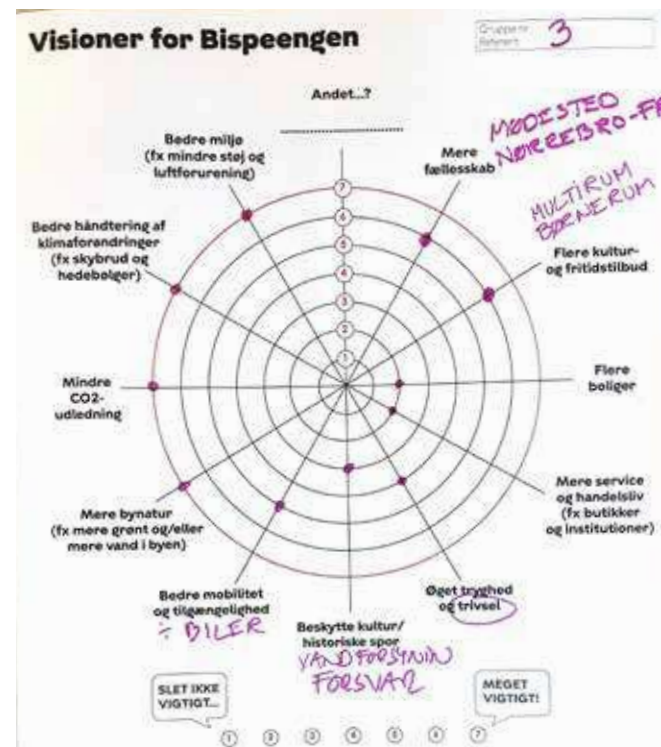 Visioner for Bispeengen
Gruppe nr.
Referent:
3
Andet...?
Mere
fællesskab
MØDESTED
NØRREBRO-FR
MULTIRUM
BØRNERUM
Flere kultur-
og fritidstilbud
Flere
boliger
Mere service
og handelsliv
(fx butikker
og institutioner)
Øget tryghed
og trivsel
Beskytte kultur/
historiske spor
VANDFORSYNIN
FORSVAR
Bedre mobilitet
og tilgængelighed
÷ BILER
Mere bynatur
(fx mere grønt og/eller
mere vand i byen)
Mindre
CO2-
udledning
Bedre håndtering af
klimaforandringer
(fx skybrud og
hedebølger)
Bedre miljø
(fx mindre støj og
luftforurening)
7
6
5
4
3
2
1
SLET IKKE
VIGTIGT...
1 2 3 4 5 6 7
MEGET
VIGTIGT!